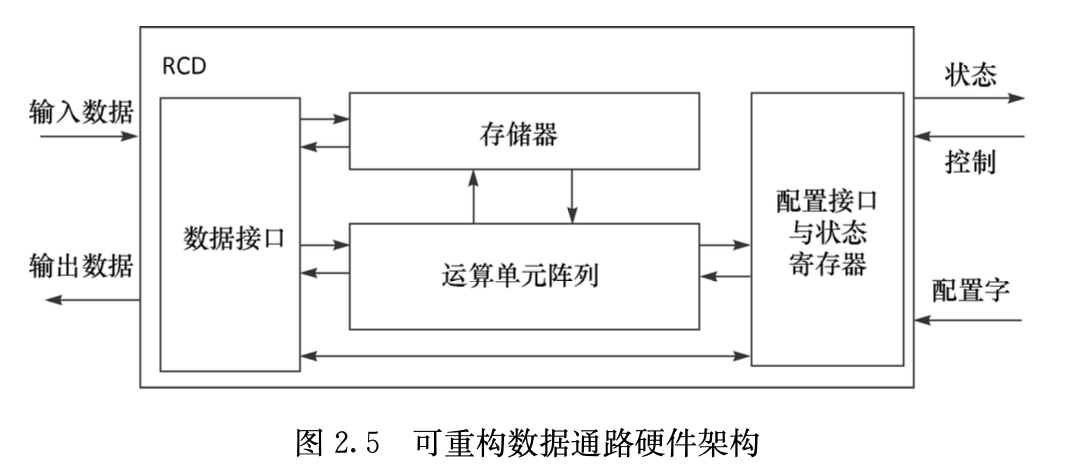 RCD
输入数据
输出数据
数据接口
存储器
运算单元阵列
配置接口
与状态
寄存器
状态
控制
配置字
图 2.5 可重构数据通路硬件架构